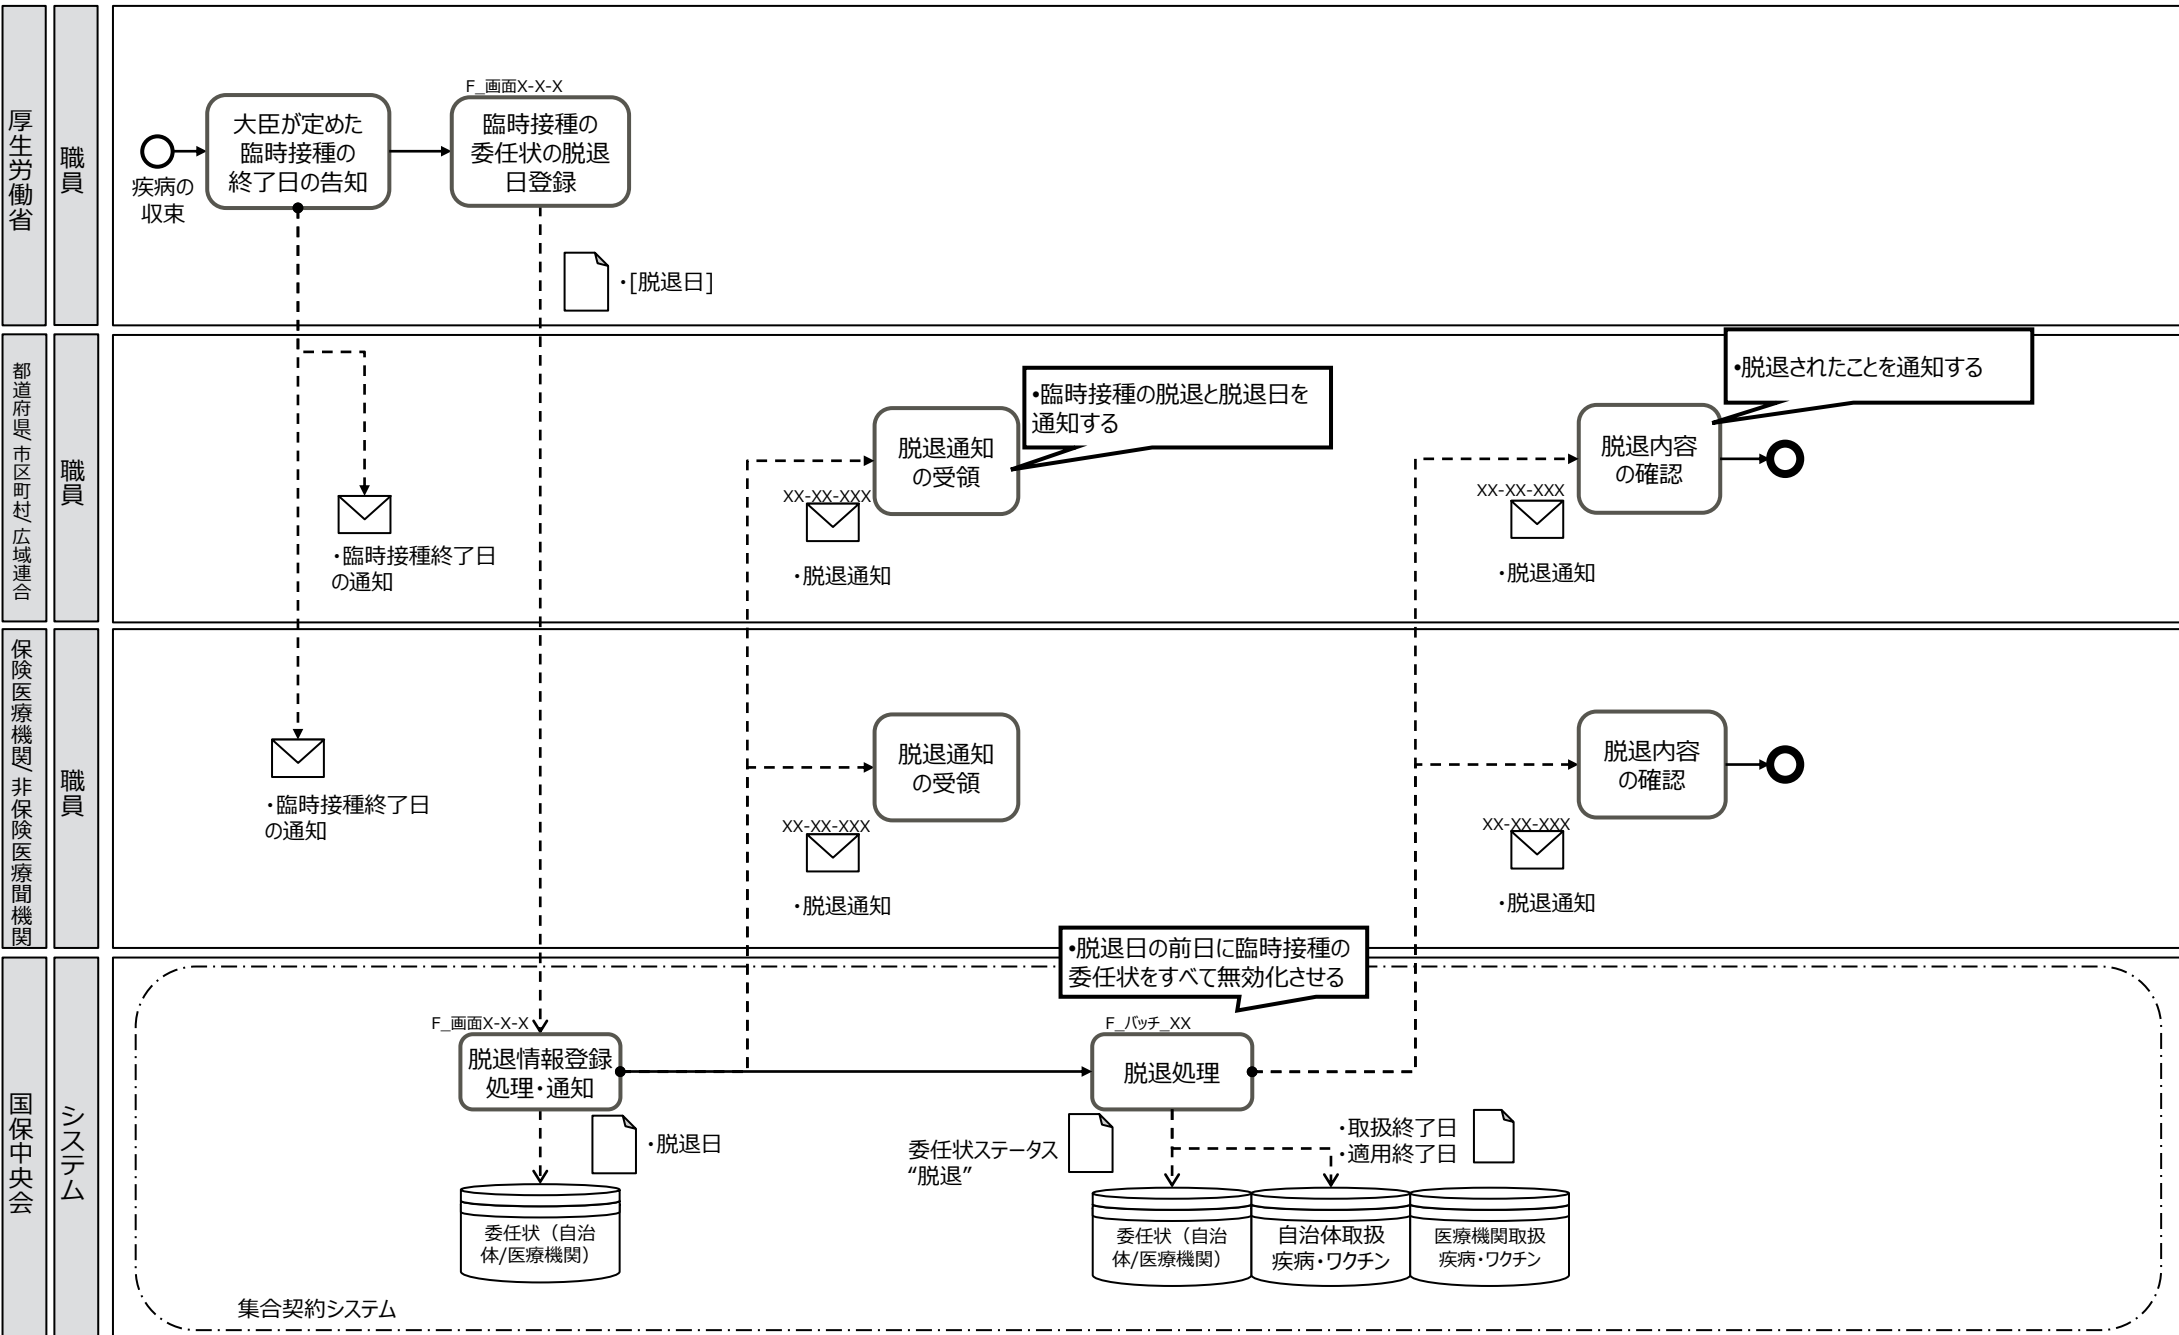 厚生労働省
職員
疾病の
収束
大臣が定めた
臨時接種の
終了日の告知
F_画面X-X-X
臨時接種の
委任状の脱退
日登録
・[脱退日]
都道府県/市区町村/広域連合
職員
・臨時接種終了日
の通知
XX-XX-XXX
・脱退通知
脱退通知
の受領
・臨時接種の脱退と脱退日を
通知する
XX-XX-XXX
・脱退通知
脱退内容
の確認
・脱退されたことを通知する
保険医療機関/非保険医療聞機関
職員
・臨時接種終了日
の通知
XX-XX-XXX
・脱退通知
脱退通知
の受領
XX-XX-XXX
・脱退通知
脱退内容
の確認
国保中央会
システム
F_画面X-X-X
脱退情報登録
処理・通知
・脱退日
委任状（自治
体/医療機関）
・脱退日の前日に臨時接種の
委任状をすべて無効化させる
F_バッチ_XX
脱退処理
委任状ステータス
“脱退”
・取扱終了日
・適用終了日
委任状（自治
体/医療機関）
自治体取扱
疾病・ワクチン
医療機関取扱
疾病・ワクチン
集合契約システム